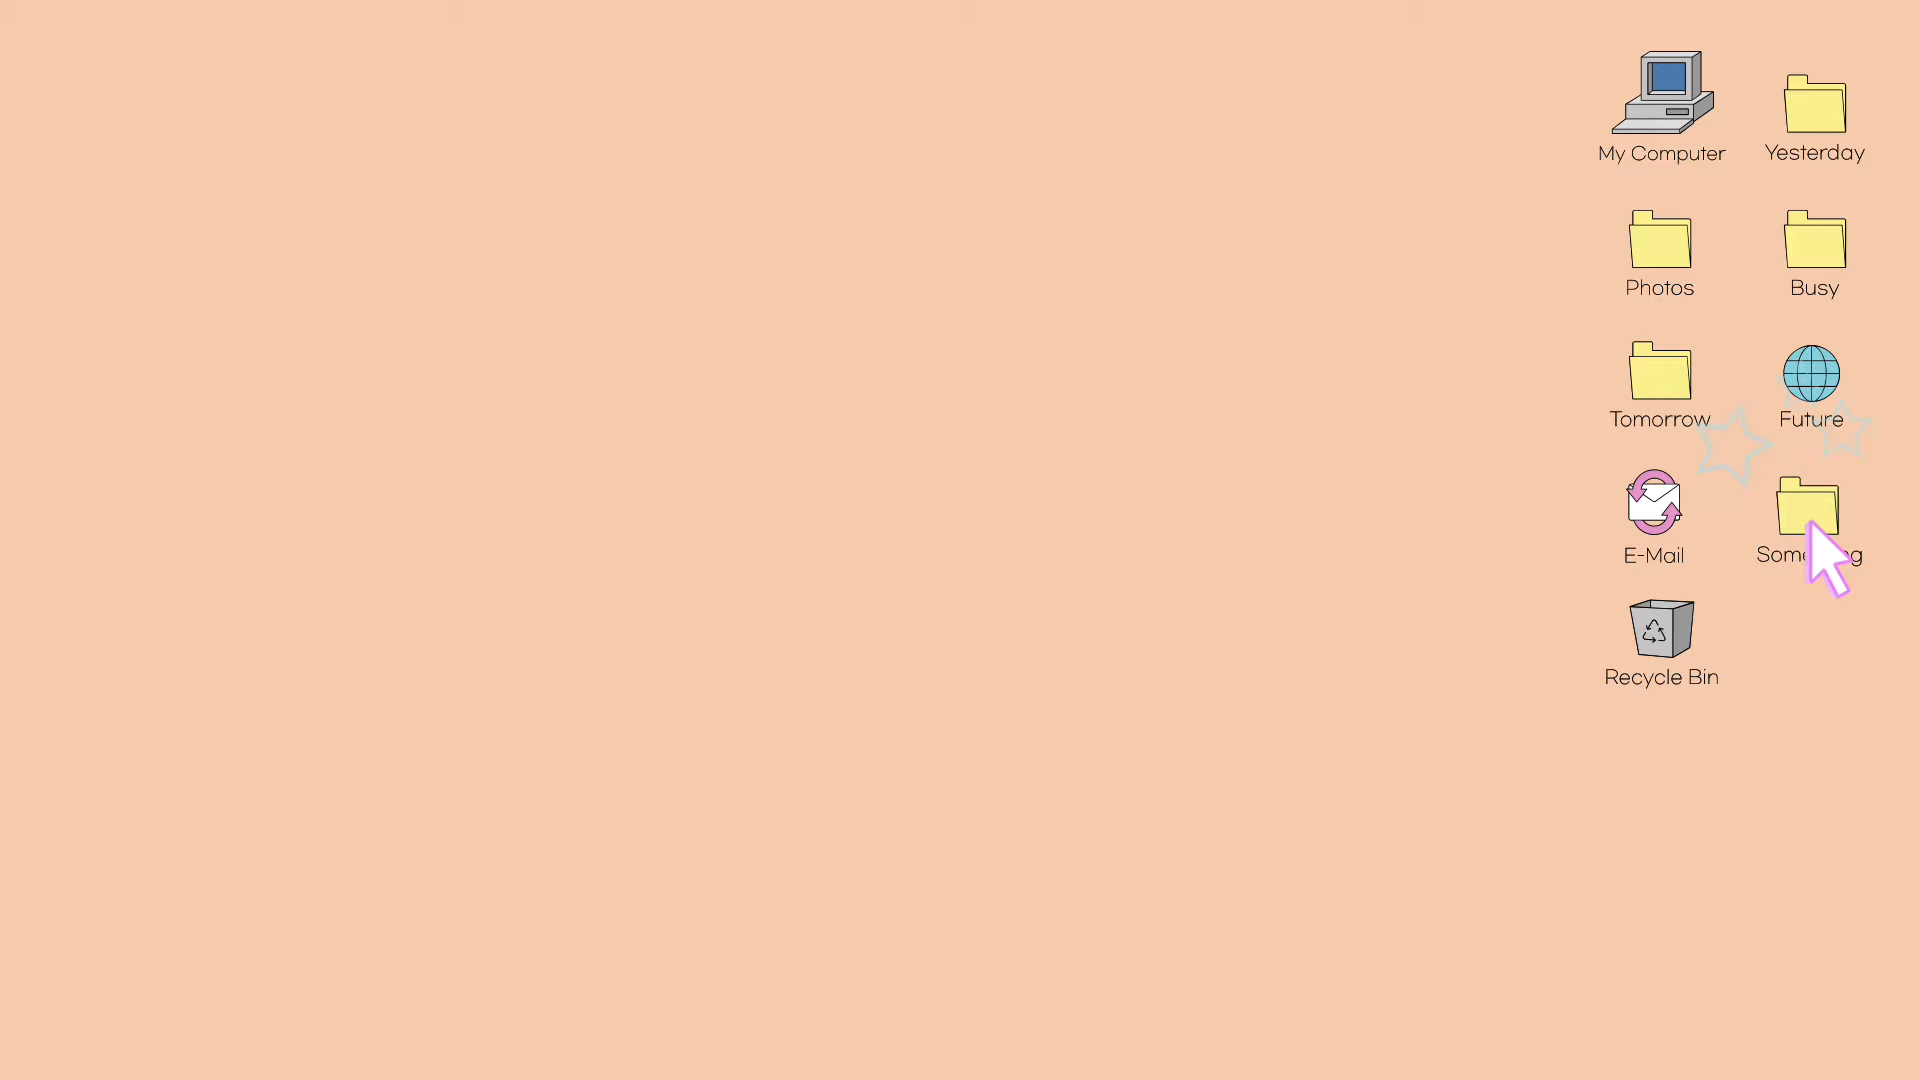 My Computer
Yesterday
Photos
Busy
Tomorrow
Future
E-Mail
Recycle Bin